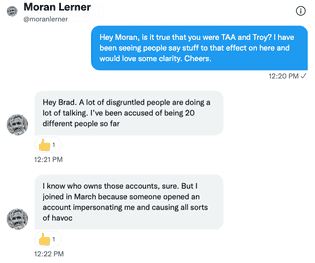 Moran Lerner
@moranlerner
Hey Moran, is it true that you were TAA and Troy? I have
been seeing people say stuff to that effect on here and
would love some clarity. Cheers.
12:20 PM ✓
Hey Brad. A lot of disgruntled people are doing
a lot of talking. I've been accused of being 20
different people so far
👍 1
12:21 PM
I know who owns those accounts, sure. But I
joined in March because someone opened an
account impersonating me and causing all sorts
of havoc
👍 1
12:22 PM